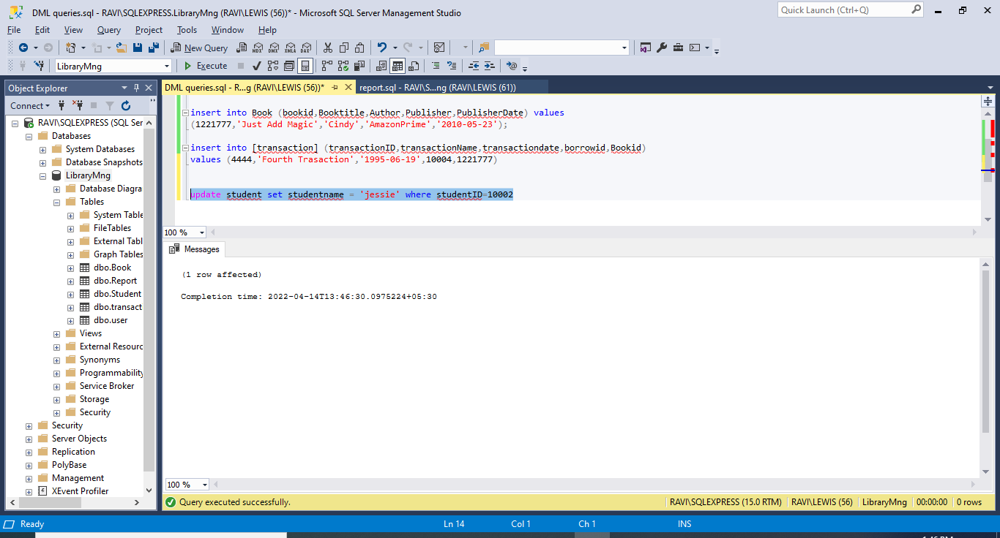 DML queries.sql - RAVI\SQLEXPRESS.LibraryMng (RAVI\LEWIS (56))* - Microsoft SQL Server Management Studio
Quick Launch (Ctrl+Q)
File Edit View Query Project Tools Window Help
New Query MDX DMX XMLA DAX
LibraryMng Execute
Object Explorer
DML queries.sql - R...g (RAVI\LEWIS (56))* report.sql - RAVI\S...ng (RAVI\LEWIS (61))
Connect
RAVI\SQLEXPRESS (SQL Ser
Databases
System Databases
Database Snapshots
LibraryMng
Database Diagra
Tables
System Table
FileTables
External Tabl
Graph Tables
dbo.Book
dbo.Report
dbo.Student
dbo.transact
dbo.user
Views
External Resourc
Synonyms
Programmability
Service Broker
Storage
Security
Security
Server Objects
Replication
PolyBase
Management
XEvent Profiler
insert into Book (bookid,Booktitle,Author,Publisher,PublisherDate) values
(1221777,'Just Add Magic','Cindy','AmazonPrime','2010-05-23');
insert into [transaction] (transactionID,transactionName,transactiondate,borrowid,Bookid)
values (4444,'Fourth Trasaction','1995-06-19',10004,1221777)
update student set studentname = 'jessie' where studentID=10002
100 %
Messages
(1 row affected)
Completion time: 2022-04-14T13:46:30.0975224+05:30
100 %
Query executed successfully. RAVI\SQLEXPRESS (15.0 RTM) RAVI\LEWIS (56) LibraryMng 00:00:00 0 rows
Ready Ln 14 Col 1 Ch 1 INS